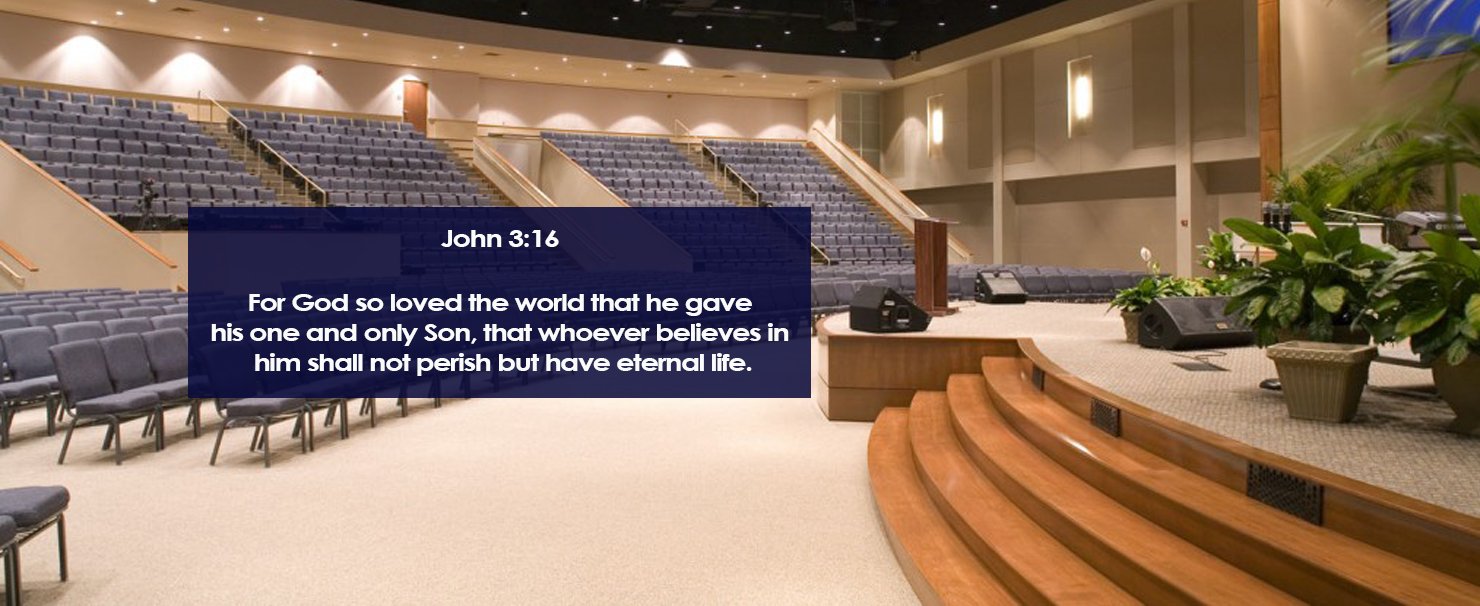 John 3:16
For God so loved the world that he gave
his one and only Son, that whoever believes in
him shall not perish but have eternal life.